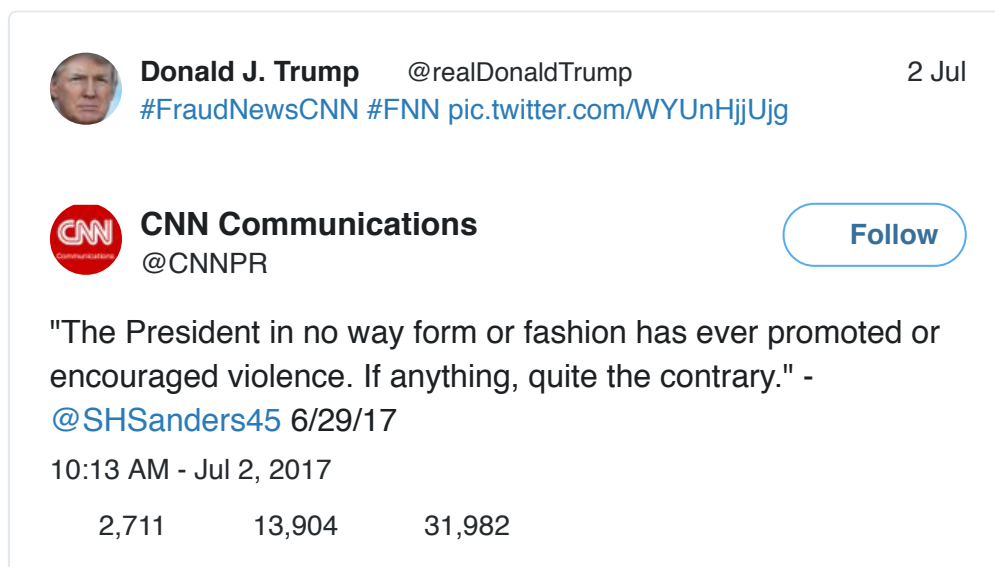 Donald J. Trump @realDonaldTrump 2 Jul
#FraudNewsCNN #FNN pic.twitter.com/WYUnHjjUjg
CNN
Communications
CNN Communications
Follow
@CNNPR
"The President in no way form or fashion has ever promoted or
encouraged violence. If anything, quite the contrary." -
@SHSanders45 6/29/17
10:13 AM - Jul 2, 2017
2,711 13,904 31,982